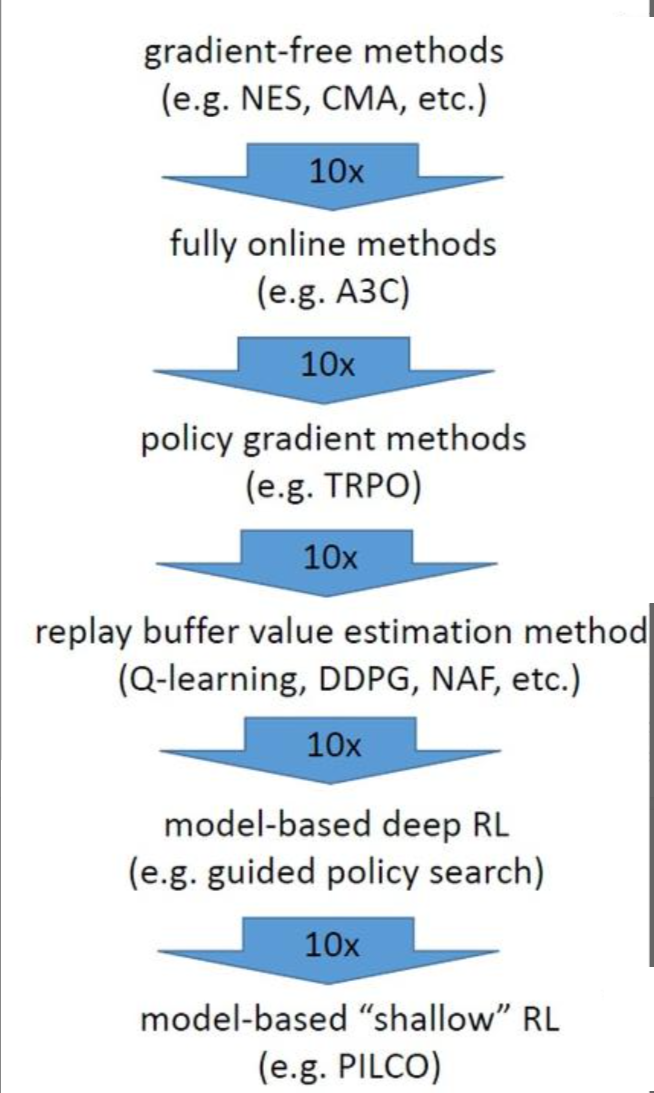 gradient-free methods
(e.g. NES, CMA, etc.)
10x
fully online methods
(e.g. A3C)
10x
policy gradient methods
(e.g. TRPO)
10x
replay buffer value estimation method
(Q-learning, DDPG, NAF, etc.)
10x
model-based deep RL
(e.g. guided policy search)
10x
model-based “shallow” RL
(e.g. PILCO)